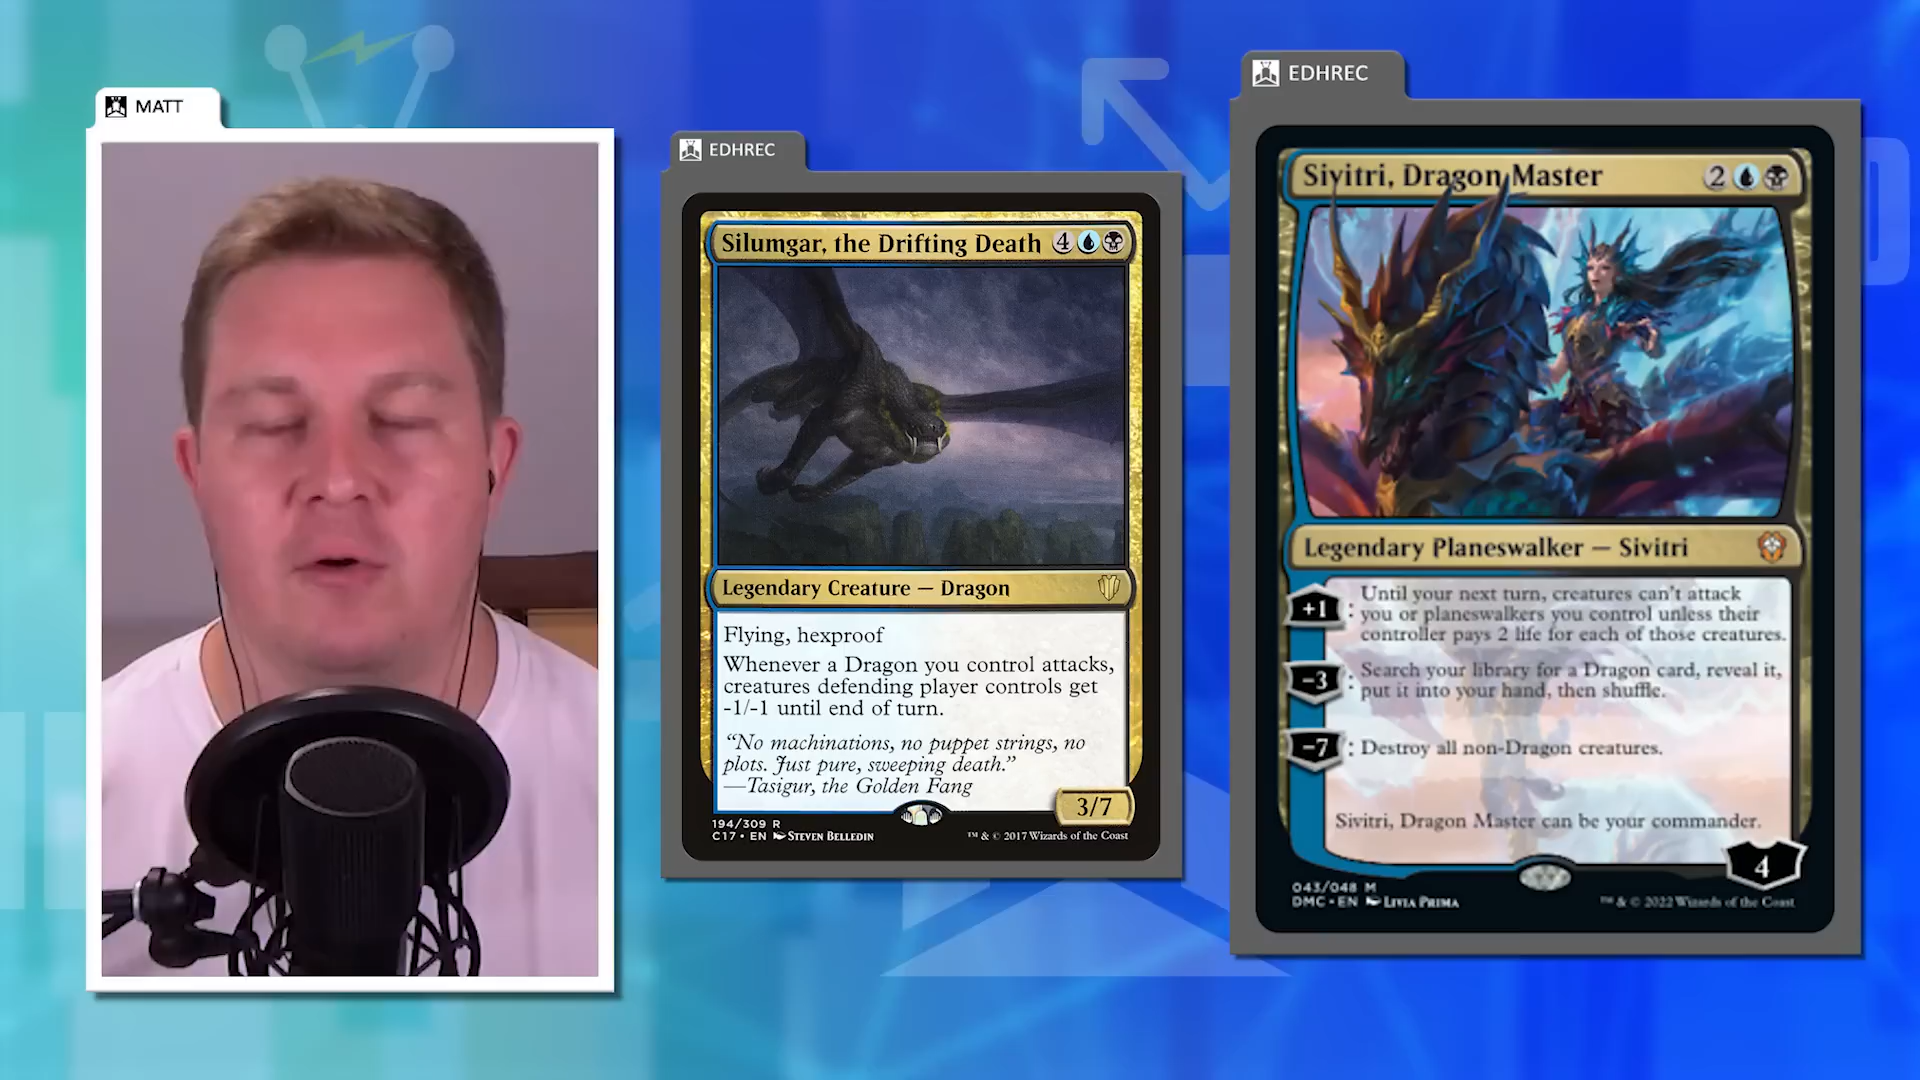 MATT
EDHREC
Silumgar, the Drifting Death 4
Legendary Creature — Dragon
Flying, hexproof
Whenever a Dragon you control attacks,
creatures defending player controls get
-1/-1 until end of turn.
“No machinations, no puppet strings, no
plots. Just pure, sweeping death.”
—Tasigur, the Golden Fang
3/7
194/309 R
C17 • EN STEVEN BELLEDIN
™ & © 2017 Wizards of the Coast
EDHREC
Sivitri, Dragon Master 2
Legendary Planeswalker — Sivitri
+1 : Until your next turn, creatures can't attack
you or planeswalkers you control unless their
controller pays 2 life for each of those creatures.
-3 : Search your library for a Dragon card, reveal it,
put it into your hand, then shuffle.
-7 : Destroy all non-Dragon creatures.
Sivitri, Dragon Master can be your commander.
4
043/048 M
DMC • EN LIVIA PRIMA
™ & © 2022 Wizards of the Coast